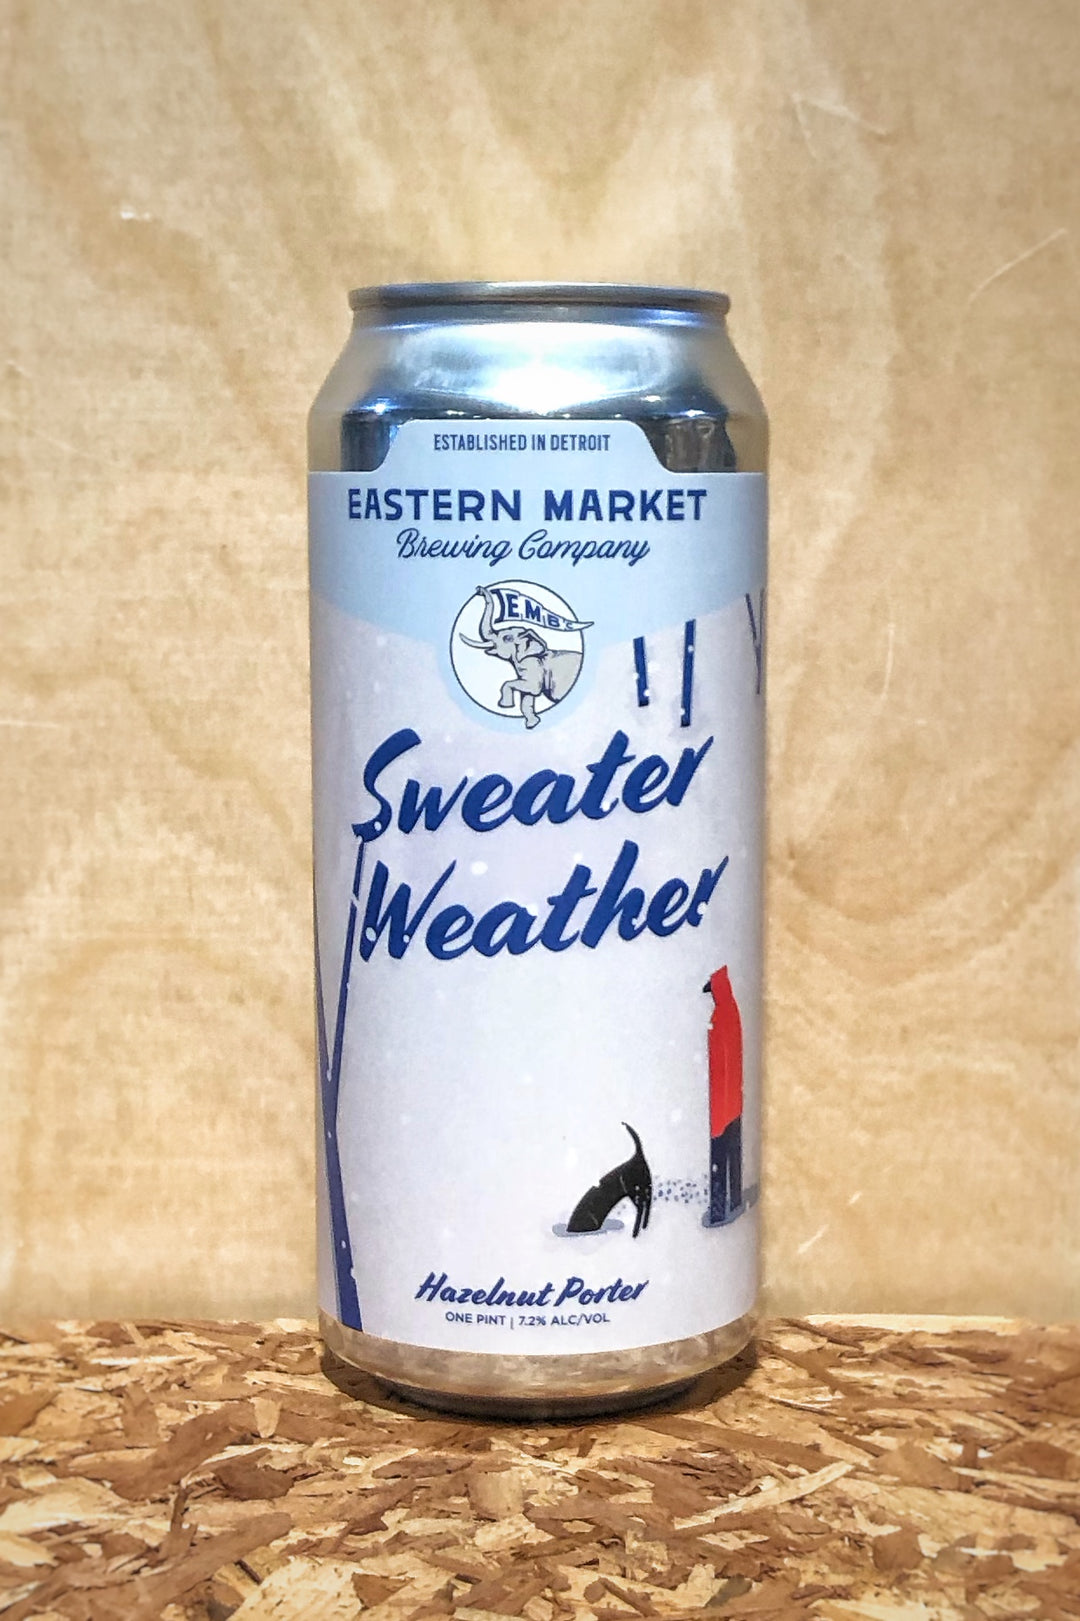 ESTABLISHED IN DETROIT
EASTERN MARKET
Brewing Company
E.M.B.C.
Sweater
Weather
Hazelnut Porter
ONE PINT | 7.2% ALC/VOL